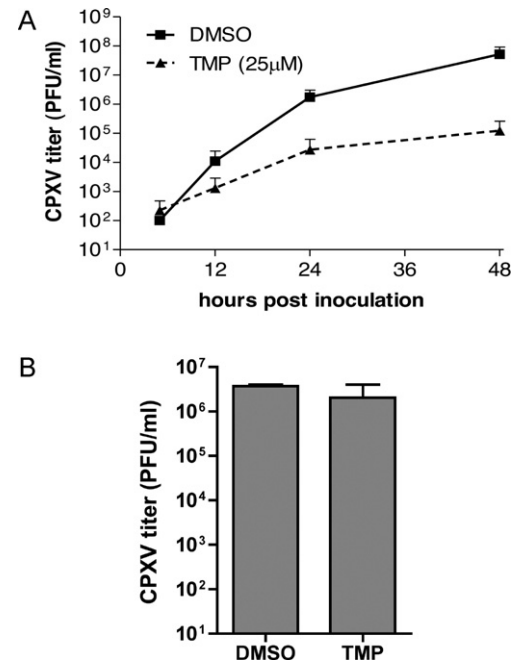 A
CPXV titer (PFU/ml)
10⁹
10⁸
10⁷
10⁶
10⁵
10⁴
10³
10²
10¹
DMSO
TMP (25μM)
0 12 24 36 48
hours post inoculation
B
CPXV titer (PFU/ml)
10⁷
10⁶
10⁵
10⁴
10³
10²
10¹
DMSO TMP